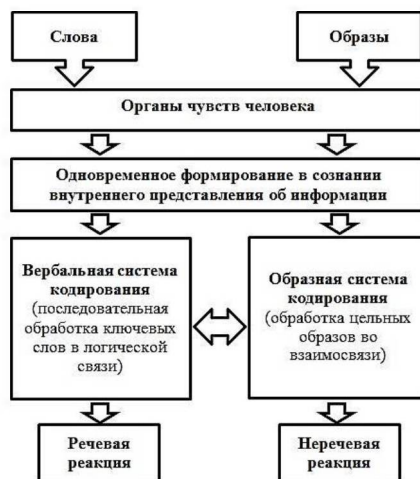 Слова
Образы
Органы чувств человека
Одновременное формирование в сознании
внутреннего представления об информации
Вербальная система
кодирования
(последовательная
обработка ключевых
слов в логической
связи)
Образная система
кодирования
(обработка цельных
образов во
взаимосвязи)
Речевая
реакция
Неречевая
реакция